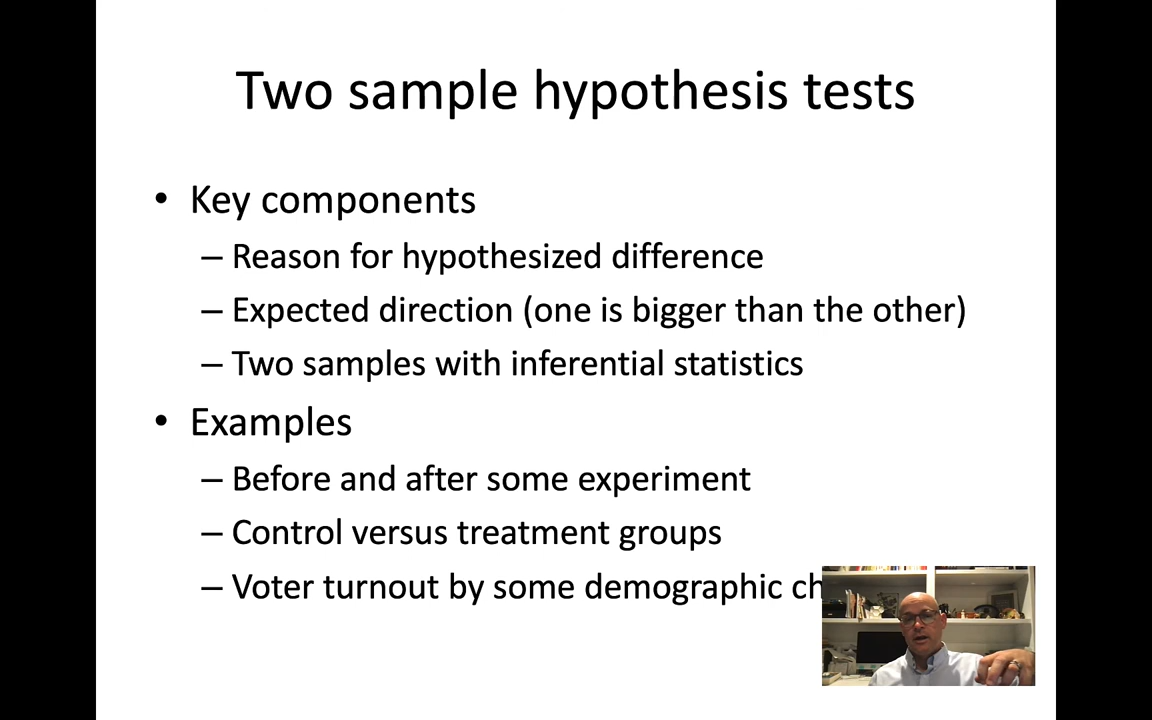 Two sample hypothesis tests
• Key components
– Reason for hypothesized difference
– Expected direction (one is bigger than the other)
– Two samples with inferential statistics
• Examples
– Before and after some experiment
– Control versus treatment groups
– Voter turnout by some demographic